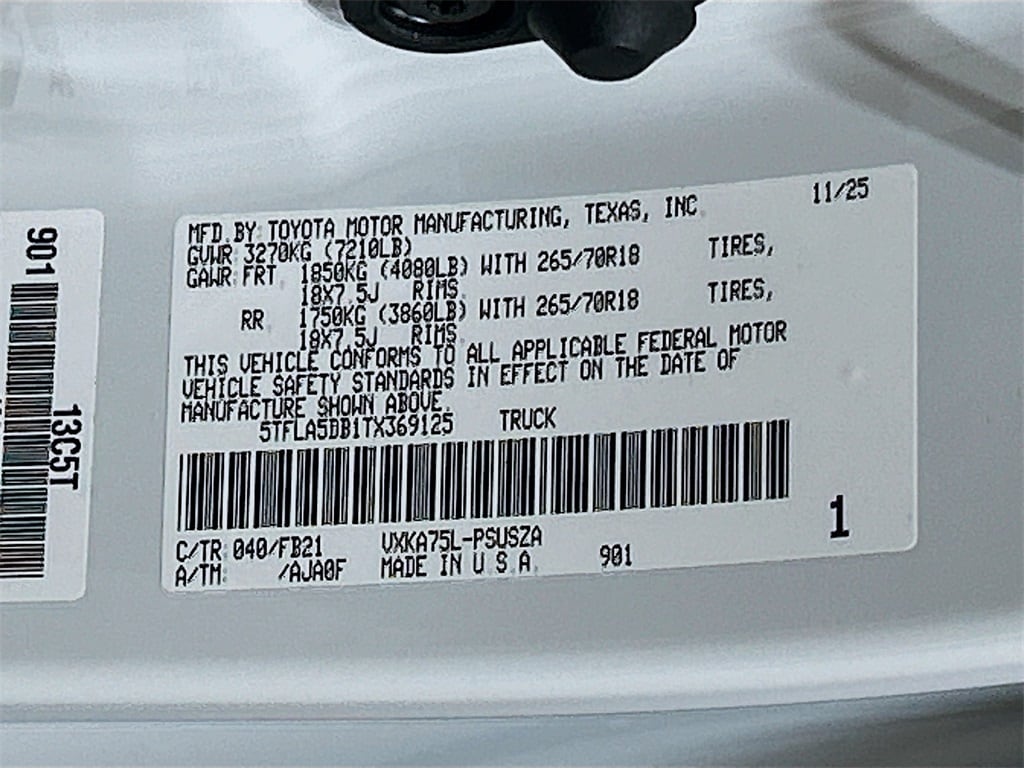 901
13C5T
MFD. BY: TOYOTA MOTOR MANUFACTURING, TEXAS, INC. 11/25
GVWR: 3270KG (7210LB)
GAWR: FRT. 1850KG (4080LB) WITH 265/70R18 TIRES,
18X7.5J RIMS.
RR. 1750KG (3860LB) WITH 265/70R18 TIRES,
18X7.5J RIMS.
THIS VEHICLE CONFORMS TO ALL APPLICABLE FEDERAL MOTOR
VEHICLE SAFETY STANDARDS IN EFFECT ON THE DATE OF
MANUFACTURE SHOWN ABOVE.
5TFLA5DB1TX369125 TRUCK
C/TR: 040/FB21 VXKA75L-PSUSZA 1
A/TM: /AJA0F MADE IN U.S.A. 901